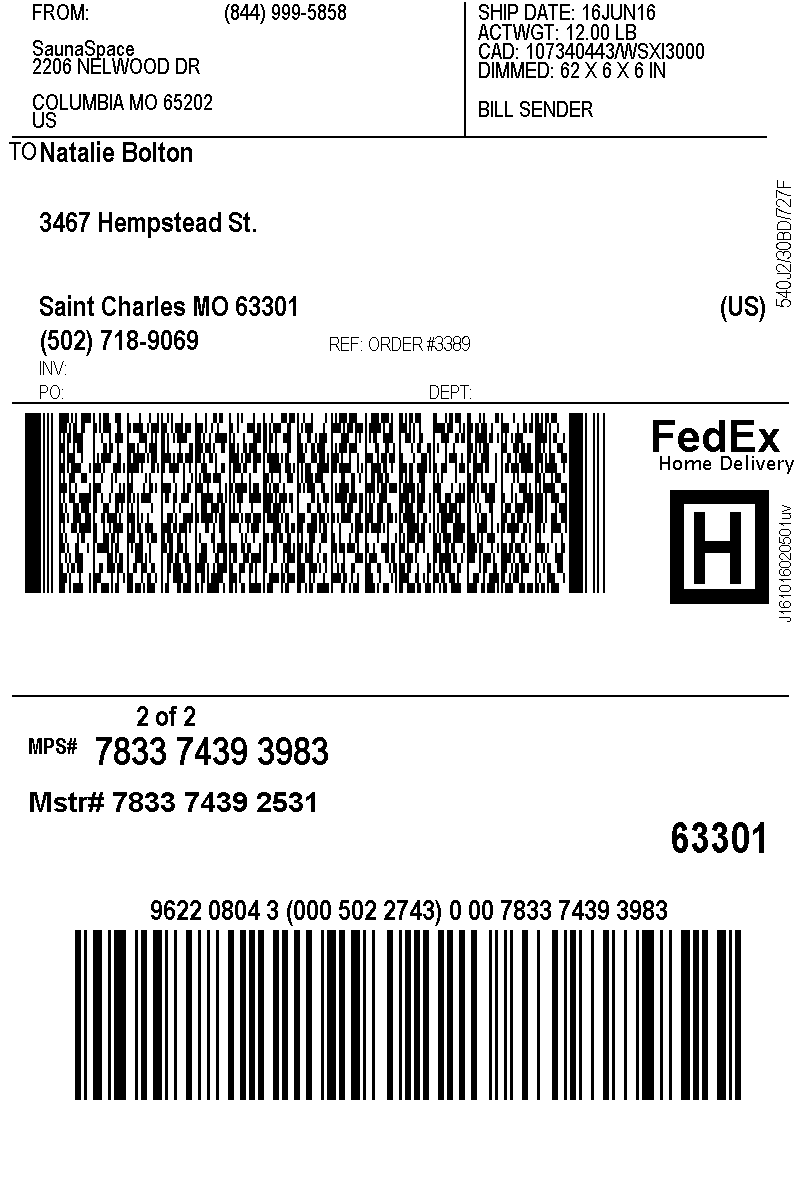 FROM: (844) 999-5858
SaunaSpace
2206 NELWOOD DR
COLUMBIA MO 65202
US
SHIP DATE: 16JUN16
ACTWGT: 12.00 LB
CAD: 107340443/WSXI3000
DIMMED: 62 X 6 X 6 IN
BILL SENDER
TO Natalie Bolton
3467 Hempstead St.
Saint Charles MO 63301 (US)
(502) 718-9069 REF: ORDER #3389
INV:
PO: DEPT:
540J2/30BD/727F
FedEx
Home Delivery
H
J161016020501uv
2 of 2
MPS# 7833 7439 3983
Mstr# 7833 7439 2531
63301
9622 0804 3 (000 502 2743) 0 00 7833 7439 3983